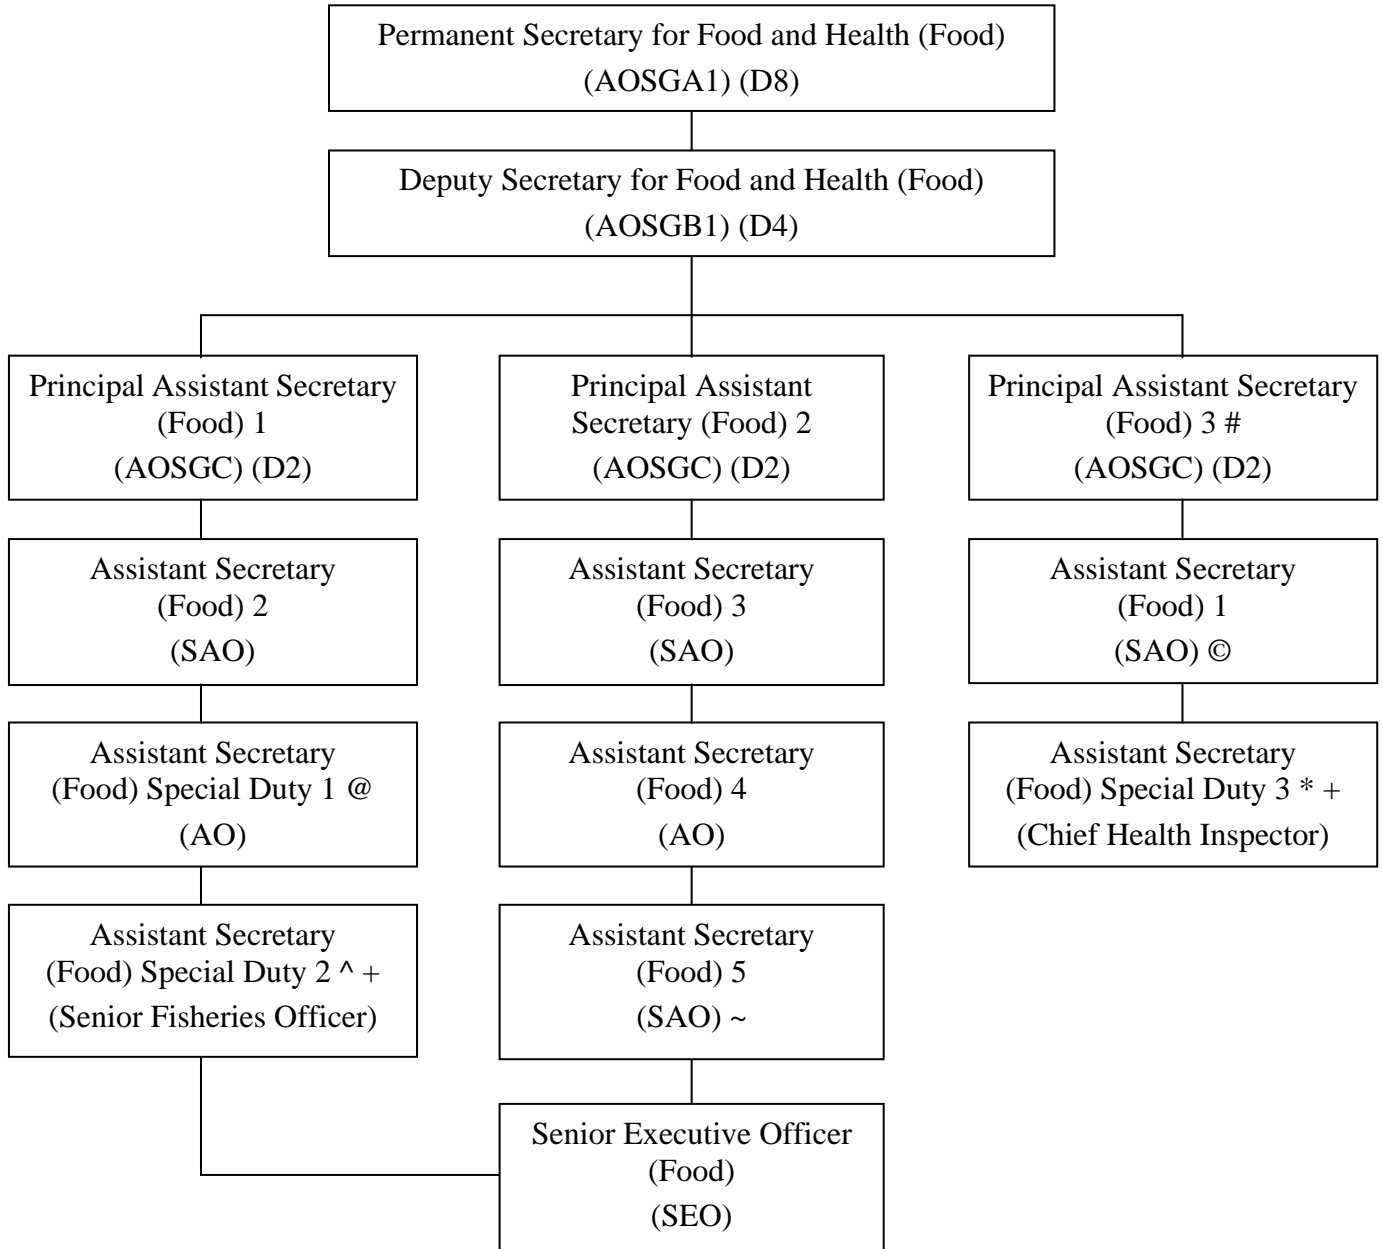 Permanent Secretary for Food and Health (Food)
(AOSGA1) (D8)
Deputy Secretary for Food and Health (Food)
(AOSGB1) (D4)
Principal Assistant Secretary
(Food) 1
(AOSGC) (D2)
Principal Assistant
Secretary (Food) 2
(AOSGC) (D2)
Principal Assistant Secretary
(Food) 3 #
(AOSGC) (D2)
Assistant Secretary
(Food) 2
(SAO)
Assistant Secretary
(Food) 3
(SAO)
Assistant Secretary
(Food) 1
(SAO) ©
Assistant Secretary
(Food) Special Duty 1 @
(AO)
Assistant Secretary
(Food) 4
(AO)
Assistant Secretary
(Food) Special Duty 3 * +
(Chief Health Inspector)
Assistant Secretary
(Food) Special Duty 2 ^ +
(Senior Fisheries Officer)
Assistant Secretary
(Food) 5
(SAO) ~
Senior Executive Officer
(Food)
(SEO)